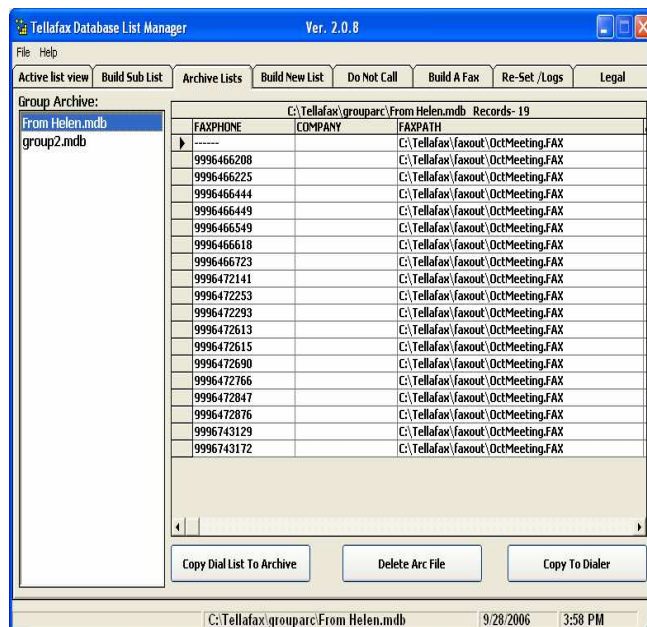 Tellafax Database List Manager Ver. 2.0.8
File Help
Active list view Build Sub List Archive Lists Build New List Do Not Call Build A Fax Re-Set /Logs Legal
Group Archive:
From Helen.mdb
group2.mdb
C:\Tellafax\grouparc\From Helen.mdb Records- 19
FAXPHONE COMPANY FAXPATH
------ C:\Tellafax\faxout\OctMeeting.FAX
9996466208 C:\Tellafax\faxout\OctMeeting.FAX
9996466225 C:\Tellafax\faxout\OctMeeting.FAX
9996466444 C:\Tellafax\faxout\OctMeeting.FAX
9996466449 C:\Tellafax\faxout\OctMeeting.FAX
9996466549 C:\Tellafax\faxout\OctMeeting.FAX
9996466618 C:\Tellafax\faxout\OctMeeting.FAX
9996466723 C:\Tellafax\faxout\OctMeeting.FAX
9996472141 C:\Tellafax\faxout\OctMeeting.FAX
9996472253 C:\Tellafax\faxout\OctMeeting.FAX
9996472293 C:\Tellafax\faxout\OctMeeting.FAX
9996472613 C:\Tellafax\faxout\OctMeeting.FAX
9996472615 C:\Tellafax\faxout\OctMeeting.FAX
9996472690 C:\Tellafax\faxout\OctMeeting.FAX
9996472766 C:\Tellafax\faxout\OctMeeting.FAX
9996472847 C:\Tellafax\faxout\OctMeeting.FAX
9996472876 C:\Tellafax\faxout\OctMeeting.FAX
9996743129 C:\Tellafax\faxout\OctMeeting.FAX
9996743172 C:\Tellafax\faxout\OctMeeting.FAX
Copy Dial List To Archive Delete Arc File Copy To Dialer
C:\Tellafax\grouparc\From Helen.mdb 9/28/2006 3:58 PM